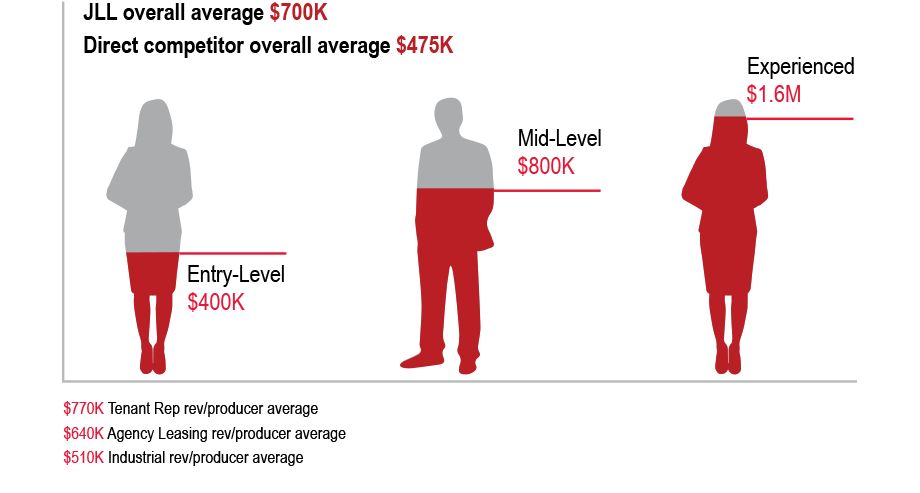 JLL overall average $700K
Direct competitor overall average $475K
Experienced
$1.6M
Mid-Level
$800K
Entry-Level
$400K
$770K Tenant Rep rev/producer average
$640K Agency Leasing rev/producer average
$510K Industrial rev/producer average